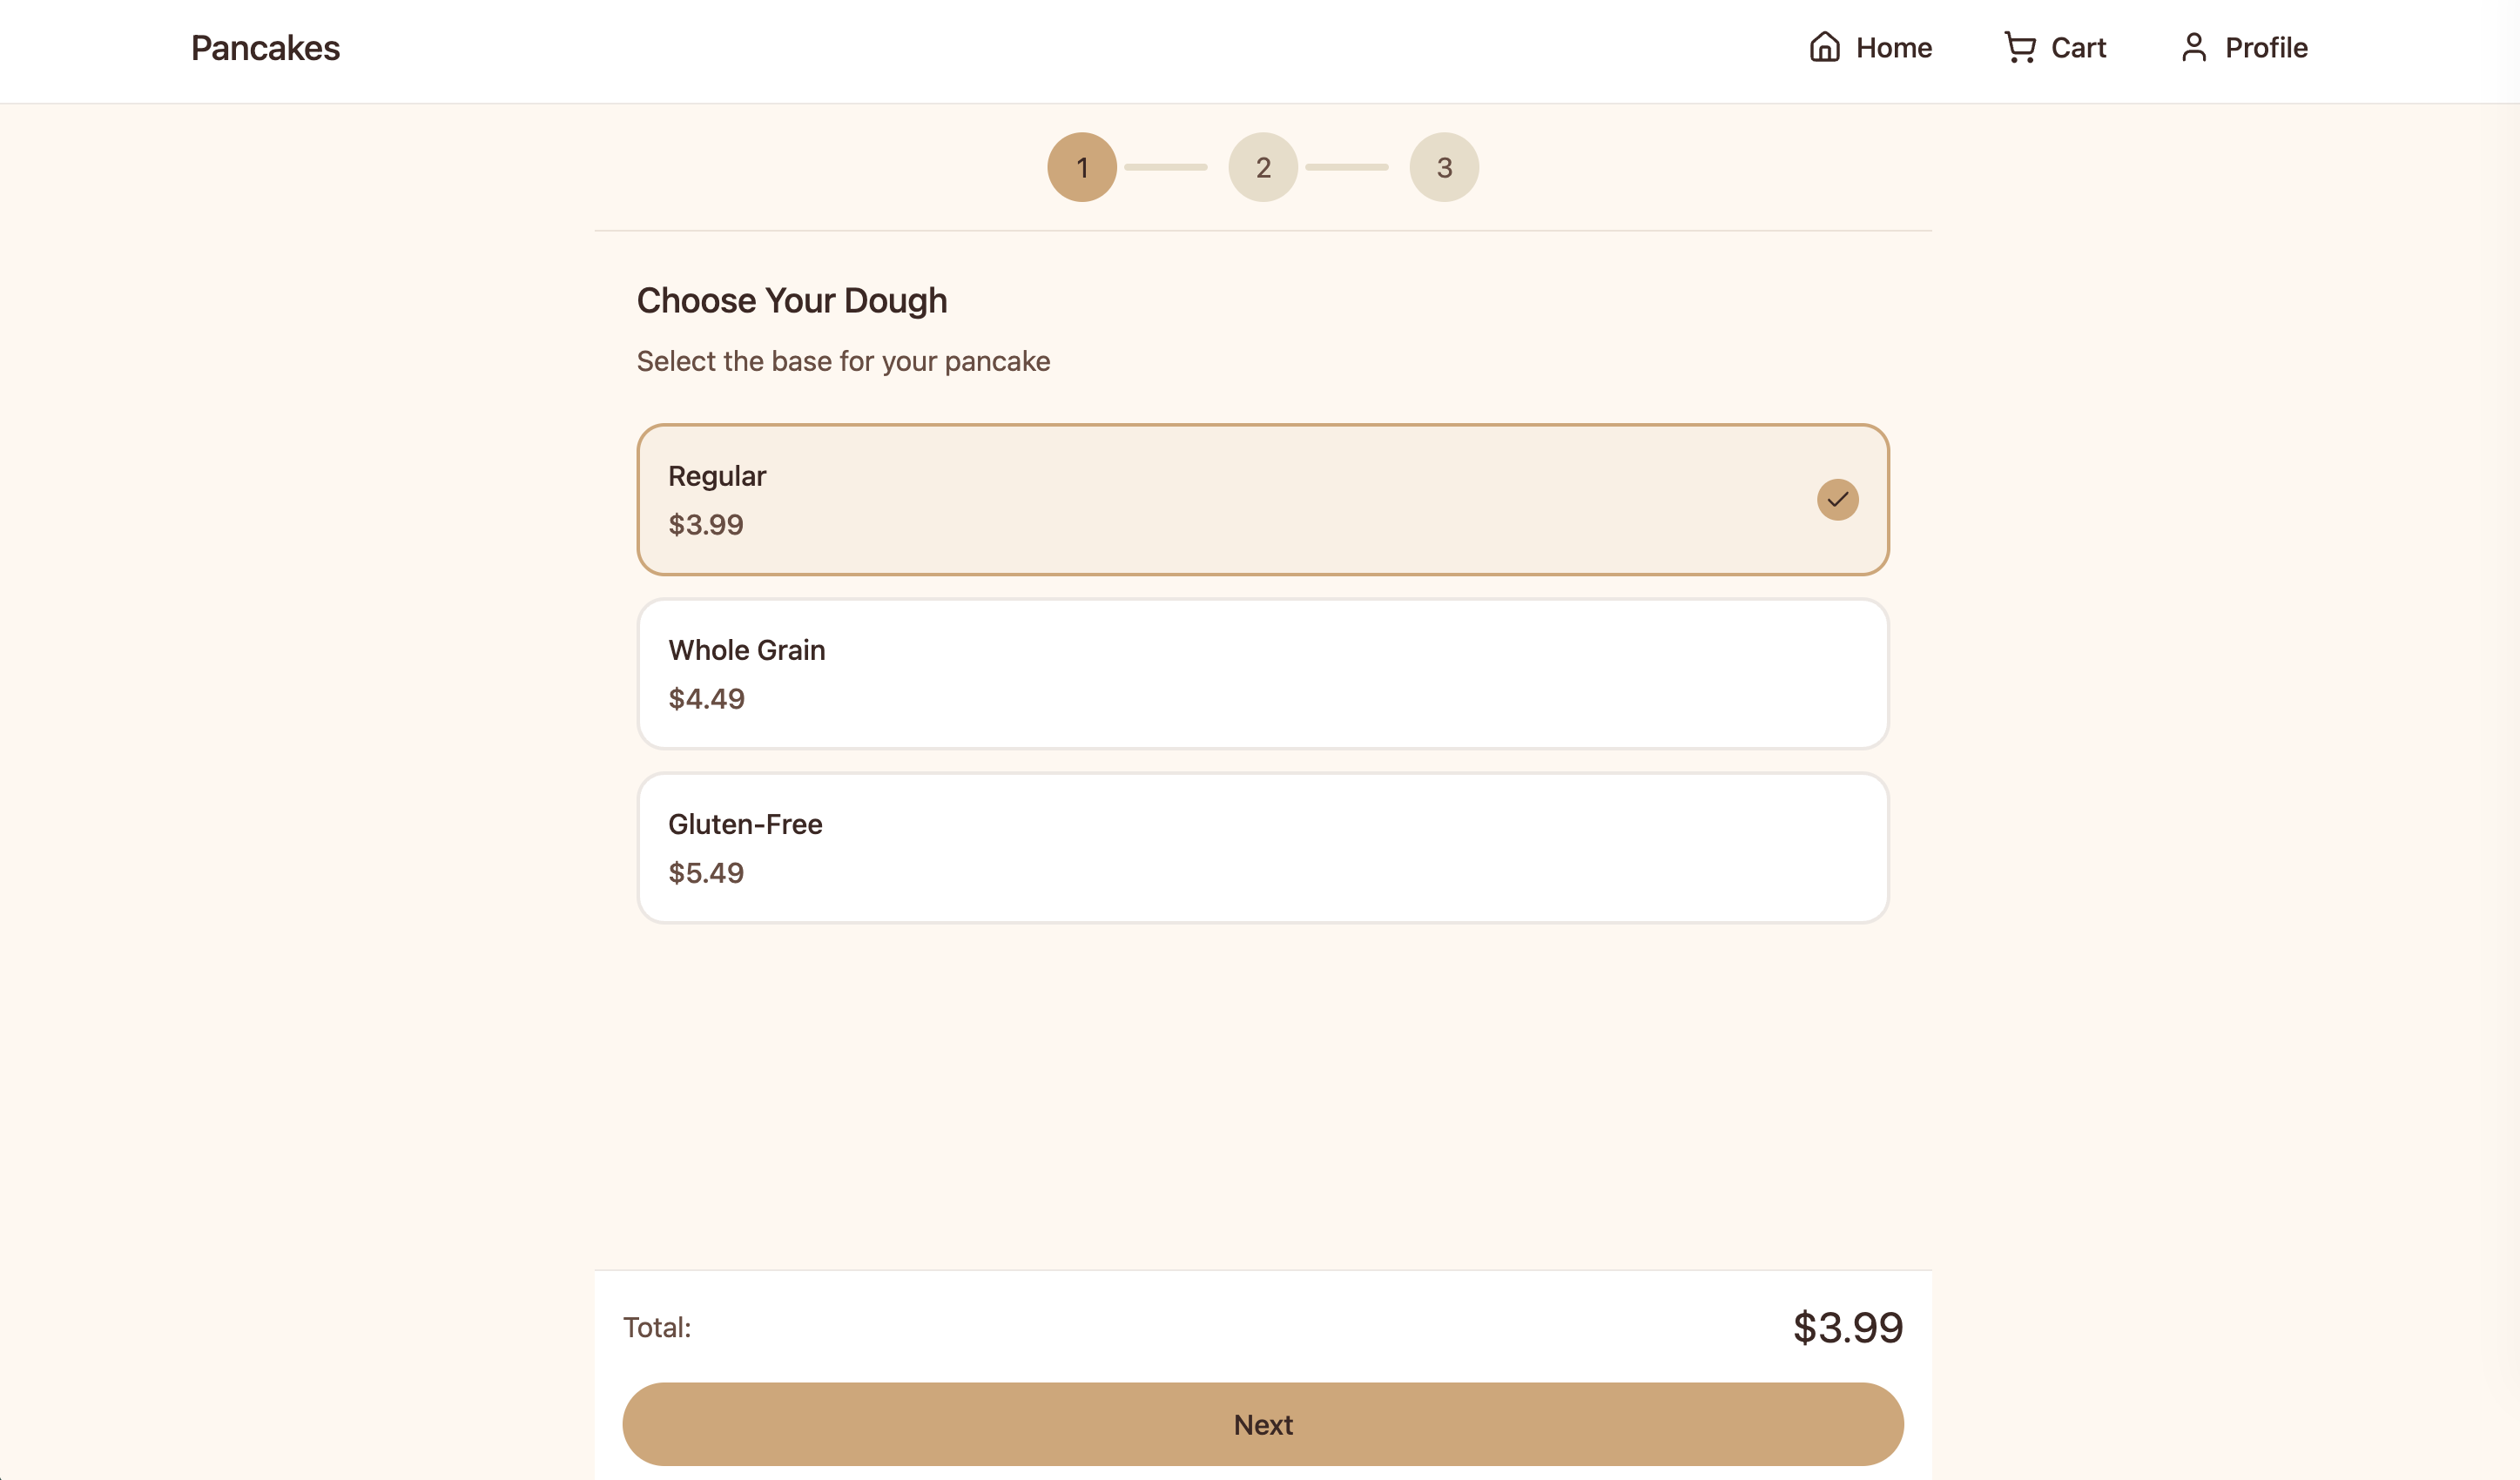 Pancakes
Home Cart Profile
1 2 3
Choose Your Dough
Select the base for your pancake
Regular
$3.99
Whole Grain
$4.49
Gluten-Free
$5.49
Total: $3.99
Next